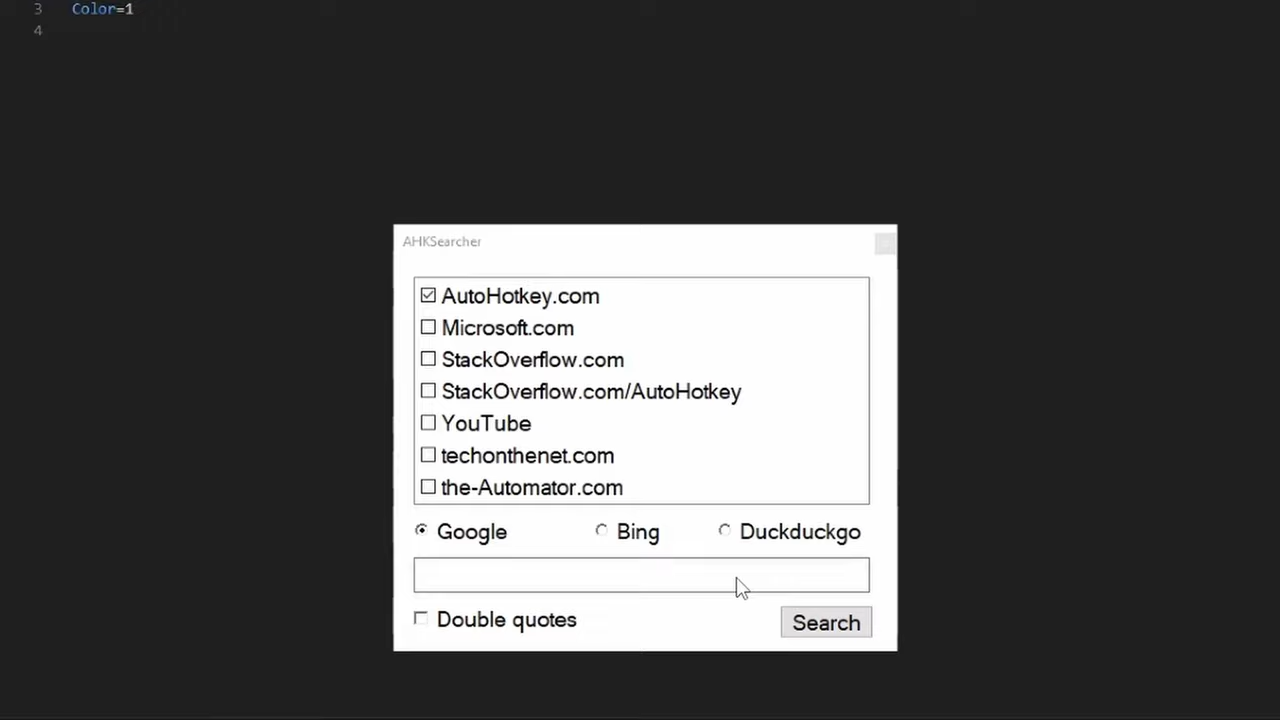 3 Color=1
4
AHKSearcher
AutoHotkey.com
Microsoft.com
StackOverflow.com
StackOverflow.com/AutoHotkey
YouTube
techonthenet.com
the-Automator.com
Google Bing Duckduckgo
Double quotes Search